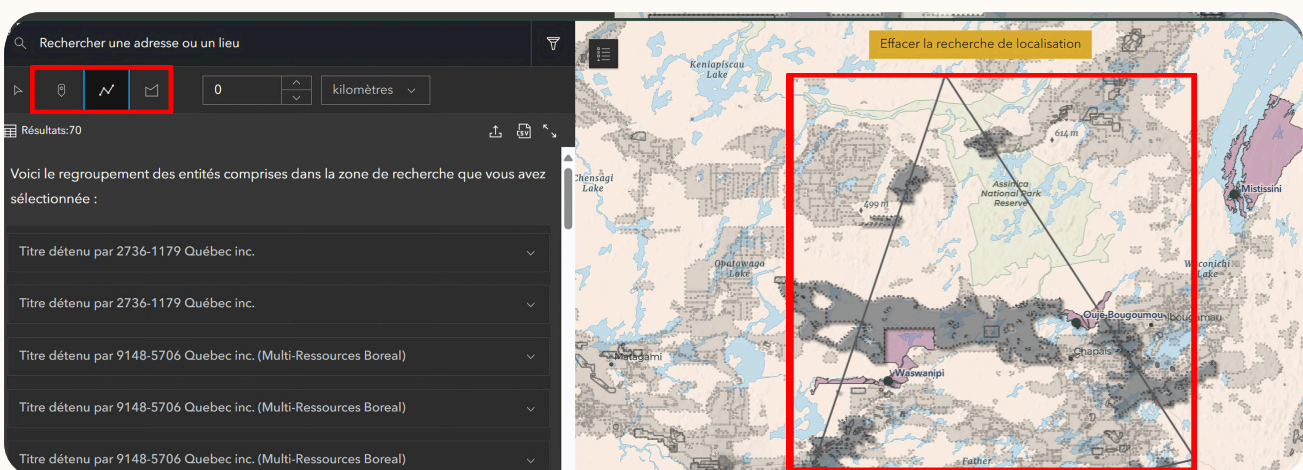 Rechercher une adresse ou un lieu
0
kilomètres
Résultats:70
CSV
Voici le regroupement des entités comprises dans la zone de recherche que vous avez
sélectionnée :
Titre détenu par 2736-1179 Québec inc.
Titre détenu par 2736-1179 Québec inc.
Titre détenu par 9148-5706 Quebec inc. (Multi-Ressources Boreal)
Titre détenu par 9148-5706 Quebec inc. (Multi-Ressources Boreal)
Titre détenu par 9148-5706 Quebec inc. (Multi-Ressources Boreal)
Effacer la recherche de localisation
Keniapiscau
Lake
614 m
Chensagi
Lake
Assinica
National Park
Reserve
Mistissini
499 m
Opatawaga
Lake
Waconichi
Lake
Ouje-Bougoumou
Chibougamau
Matagami
Chapais
Waswanipi
Father